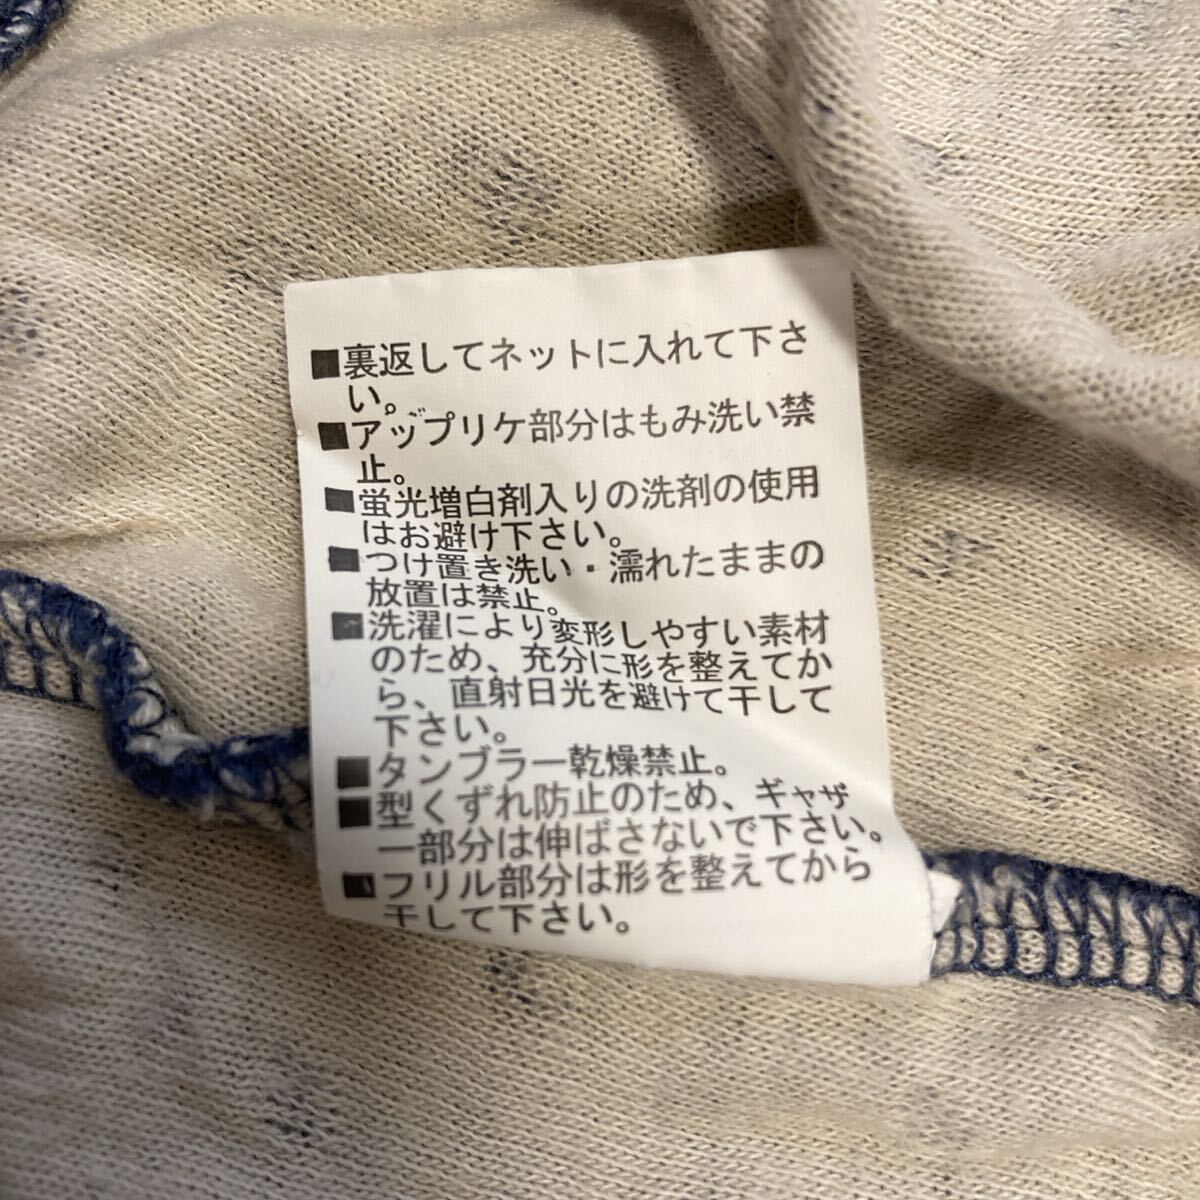 ■裏返してネットに入れて下さ
い。
■アップリケ部分はもみ洗い禁
止。
■蛍光増白剤入りの洗剤の使用
はお避け下さい。
■つけ置き洗い・濡れたままの
放置は禁止。
■洗濯により変形しやすい素材
のため、充分に形を整えてか
ら、直射日光を避けて干して
下さい。
■タンブラー乾燥禁止。
■型くずれ防止のため、ギャザ
ー部分は伸ばさないで下さい。
■フリル部分は形を整えてから
干して下さい。